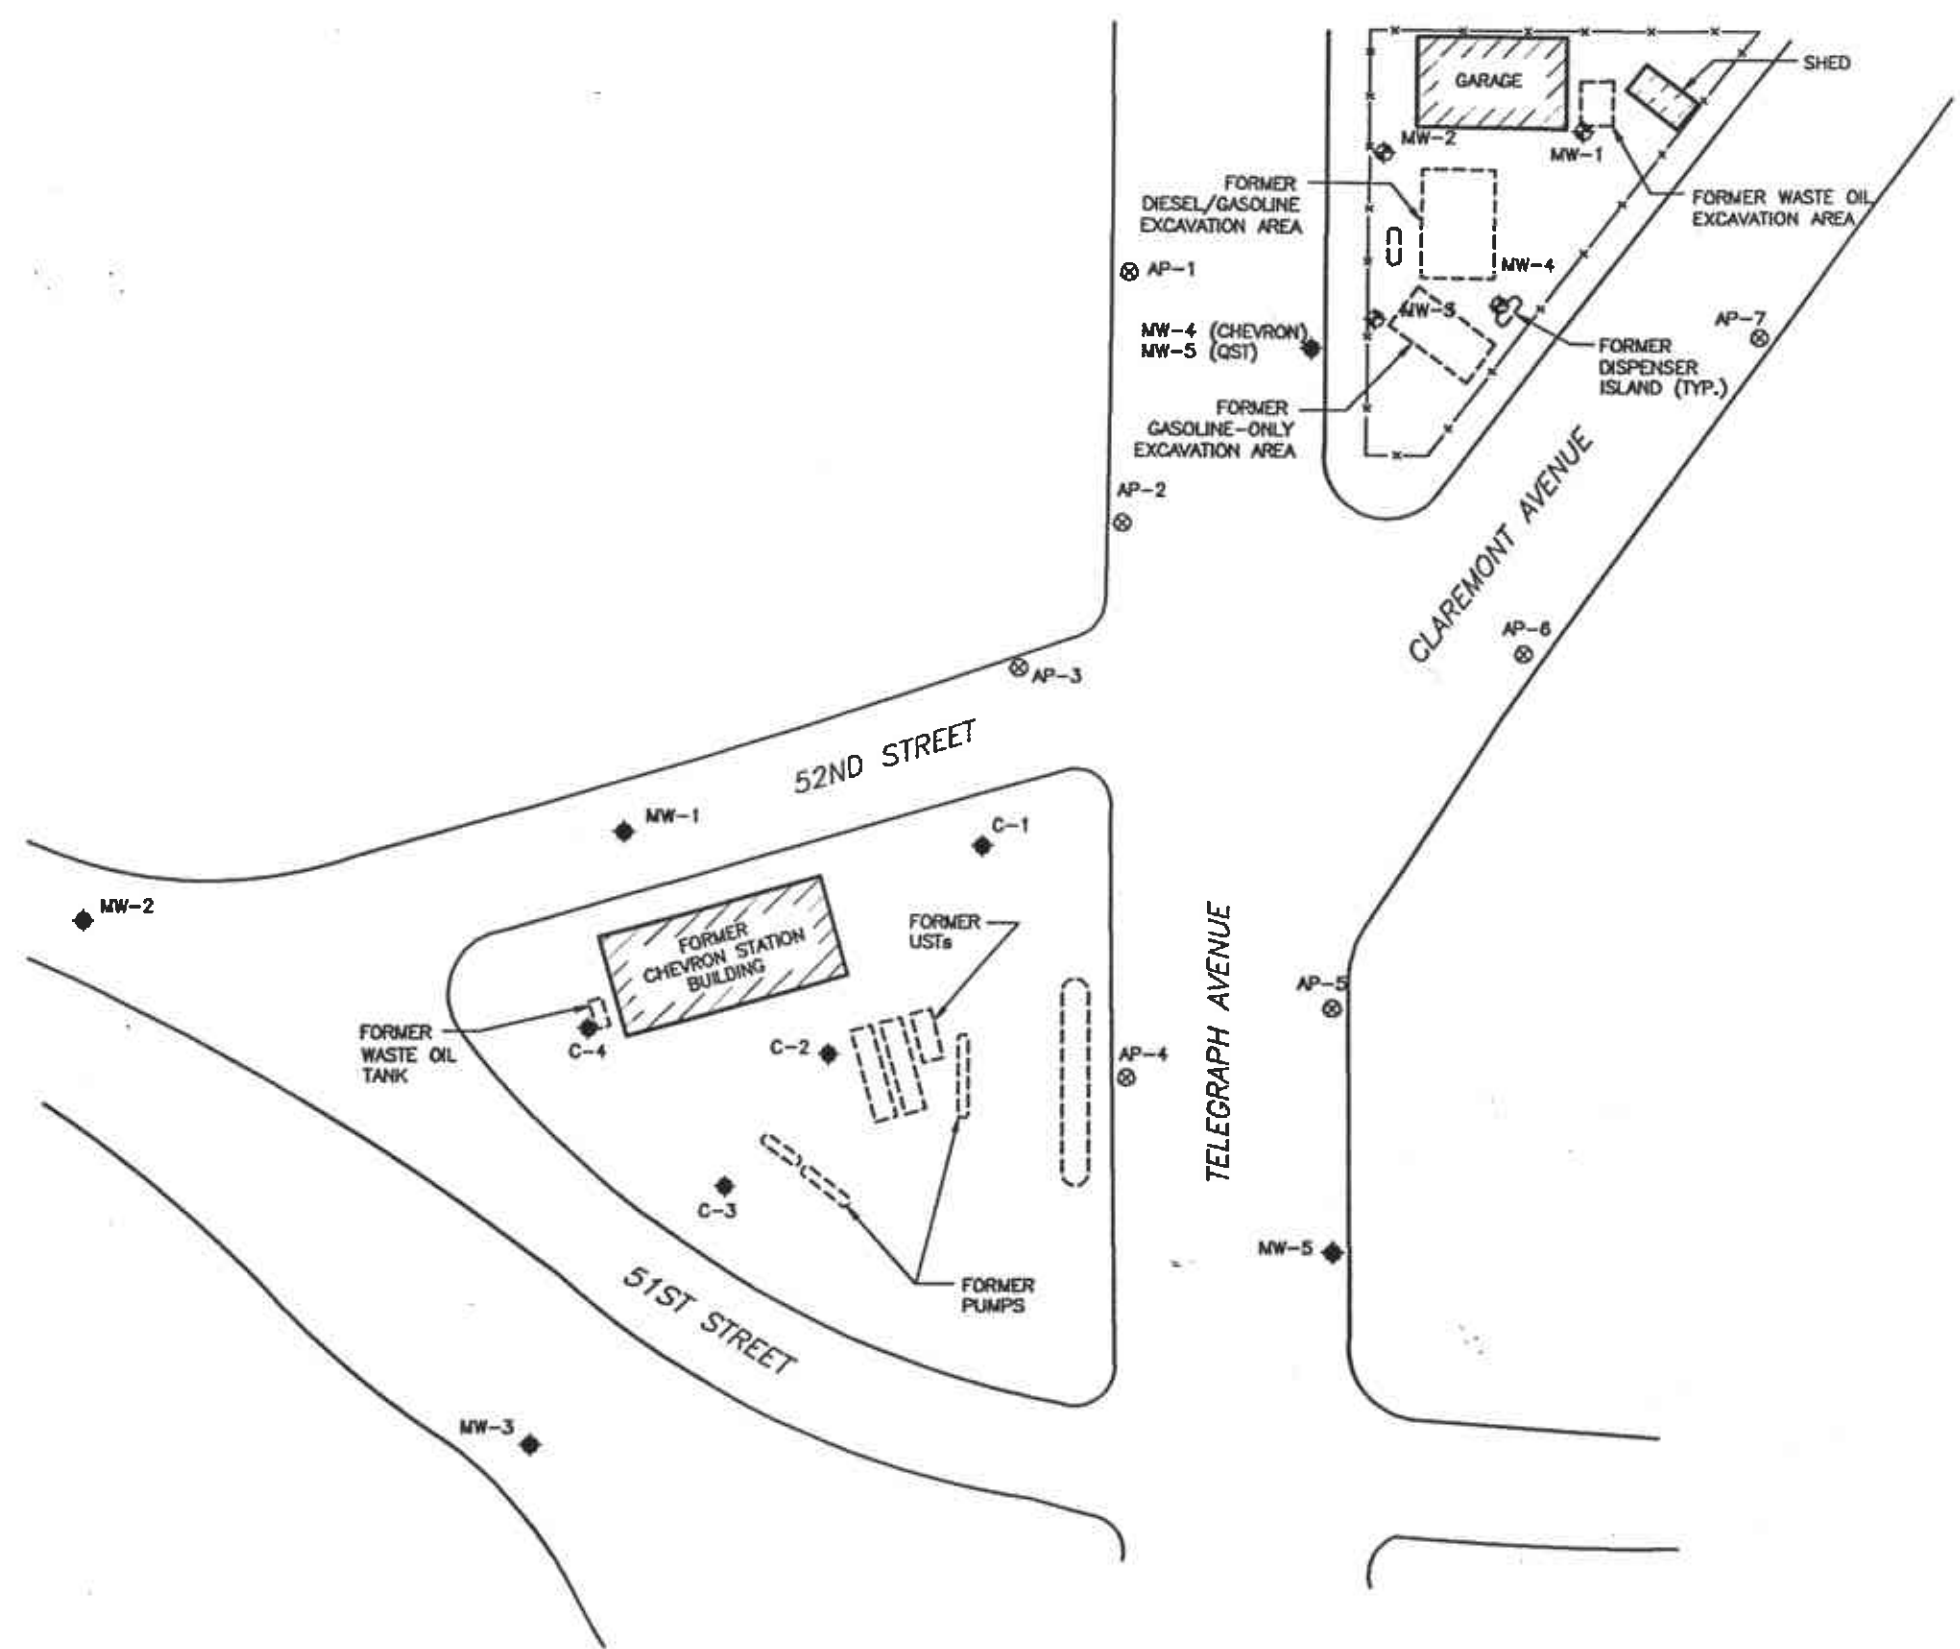 GARAGE
SHED
MW-2
MW-1
FORMER
DIESEL/GASOLINE
EXCAVATION AREA
FORMER WASTE OIL
EXCAVATION AREA
AP-1
MW-4
MW-3
MW-4 (CHEVRON)
MW-5 (QST)
AP-7
FORMER
DISPENSER
ISLAND (TYP.)
FORMER
GASOLINE-ONLY
EXCAVATION AREA
AP-2
CLAREMONT AVENUE
AP-6
AP-3
52ND STREET
MW-1
C-1
MW-2
FORMER
CHEVRON STATION
BUILDING
FORMER
USTs
TELEGRAPH AVENUE
AP-5
FORMER
WASTE OIL
TANK
C-4
C-2
AP-4
C-3
MW-5
FORMER
PUMPS
51ST STREET
MW-3